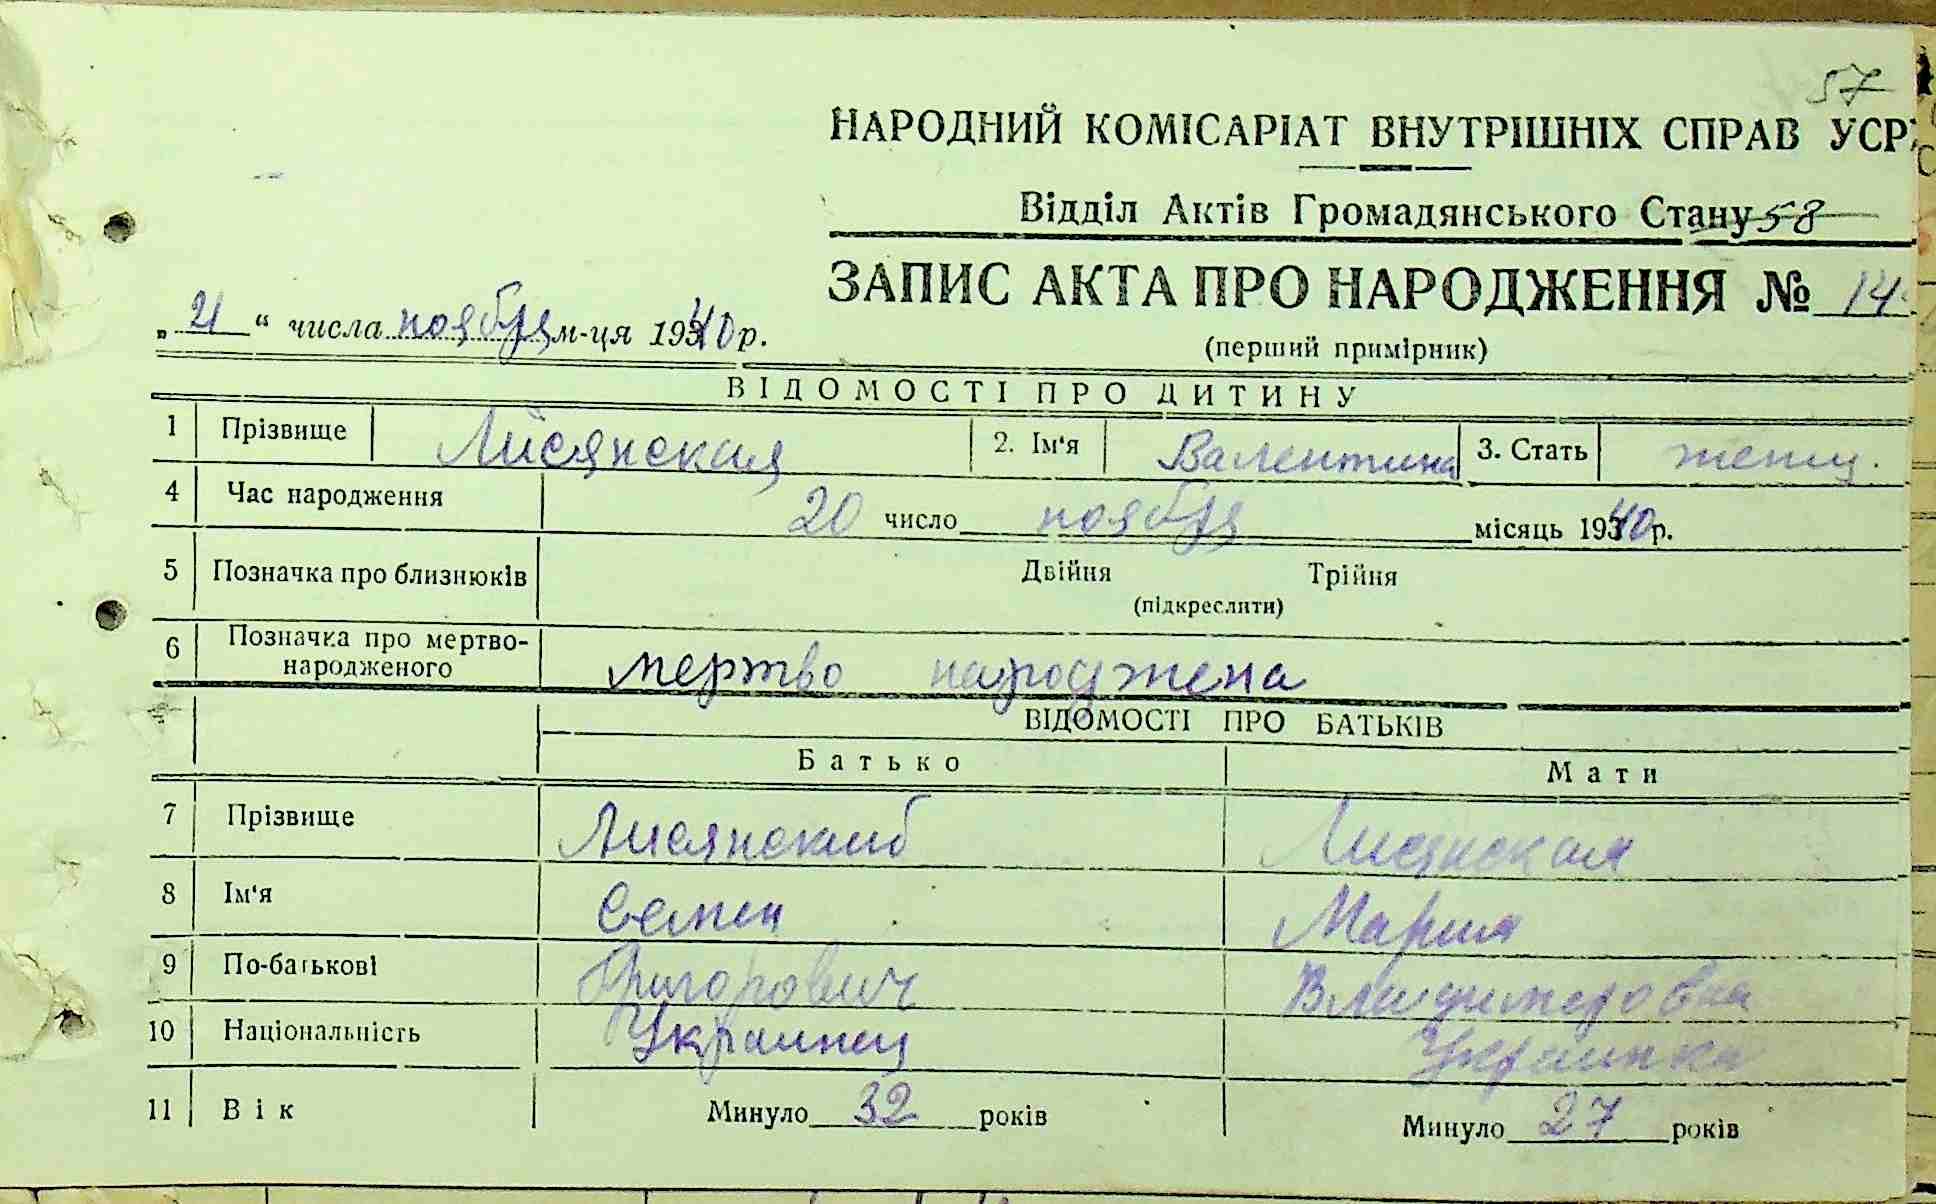 57
НАРОДНИЙ КОМІСАРІАТ ВНУТРІШНІХ СПРАВ УСР
Відділ Актів Громадянського Стану 58
ЗАПИС АКТА ПРО НАРОДЖЕННЯ № 14
„21“ числа ноября м-ця 1940 р.
(перший примірник)
ВІДОМОСТІ ПРО ДИТИНУ
1 Прізвище Лисянская 2. Ім‘я Валентина 3. Стать женщ.
4 Час народження 20 число ноября місяць 1940 р.
5 Позначка про близнюків Двійня Трійня
(підкреслити)
6 Позначка про мертво-
народженого мертво народжена
ВІДОМОСТІ ПРО БАТЬКІВ
Батько Мати
7 Прізвище Лисянский Лисянская
8 Ім‘я Семен Мария
9 По-батькові Григорович Владимировна
10 Національність Украинец Украинка
11 Вік Минуло 32 років Минуло 27 років